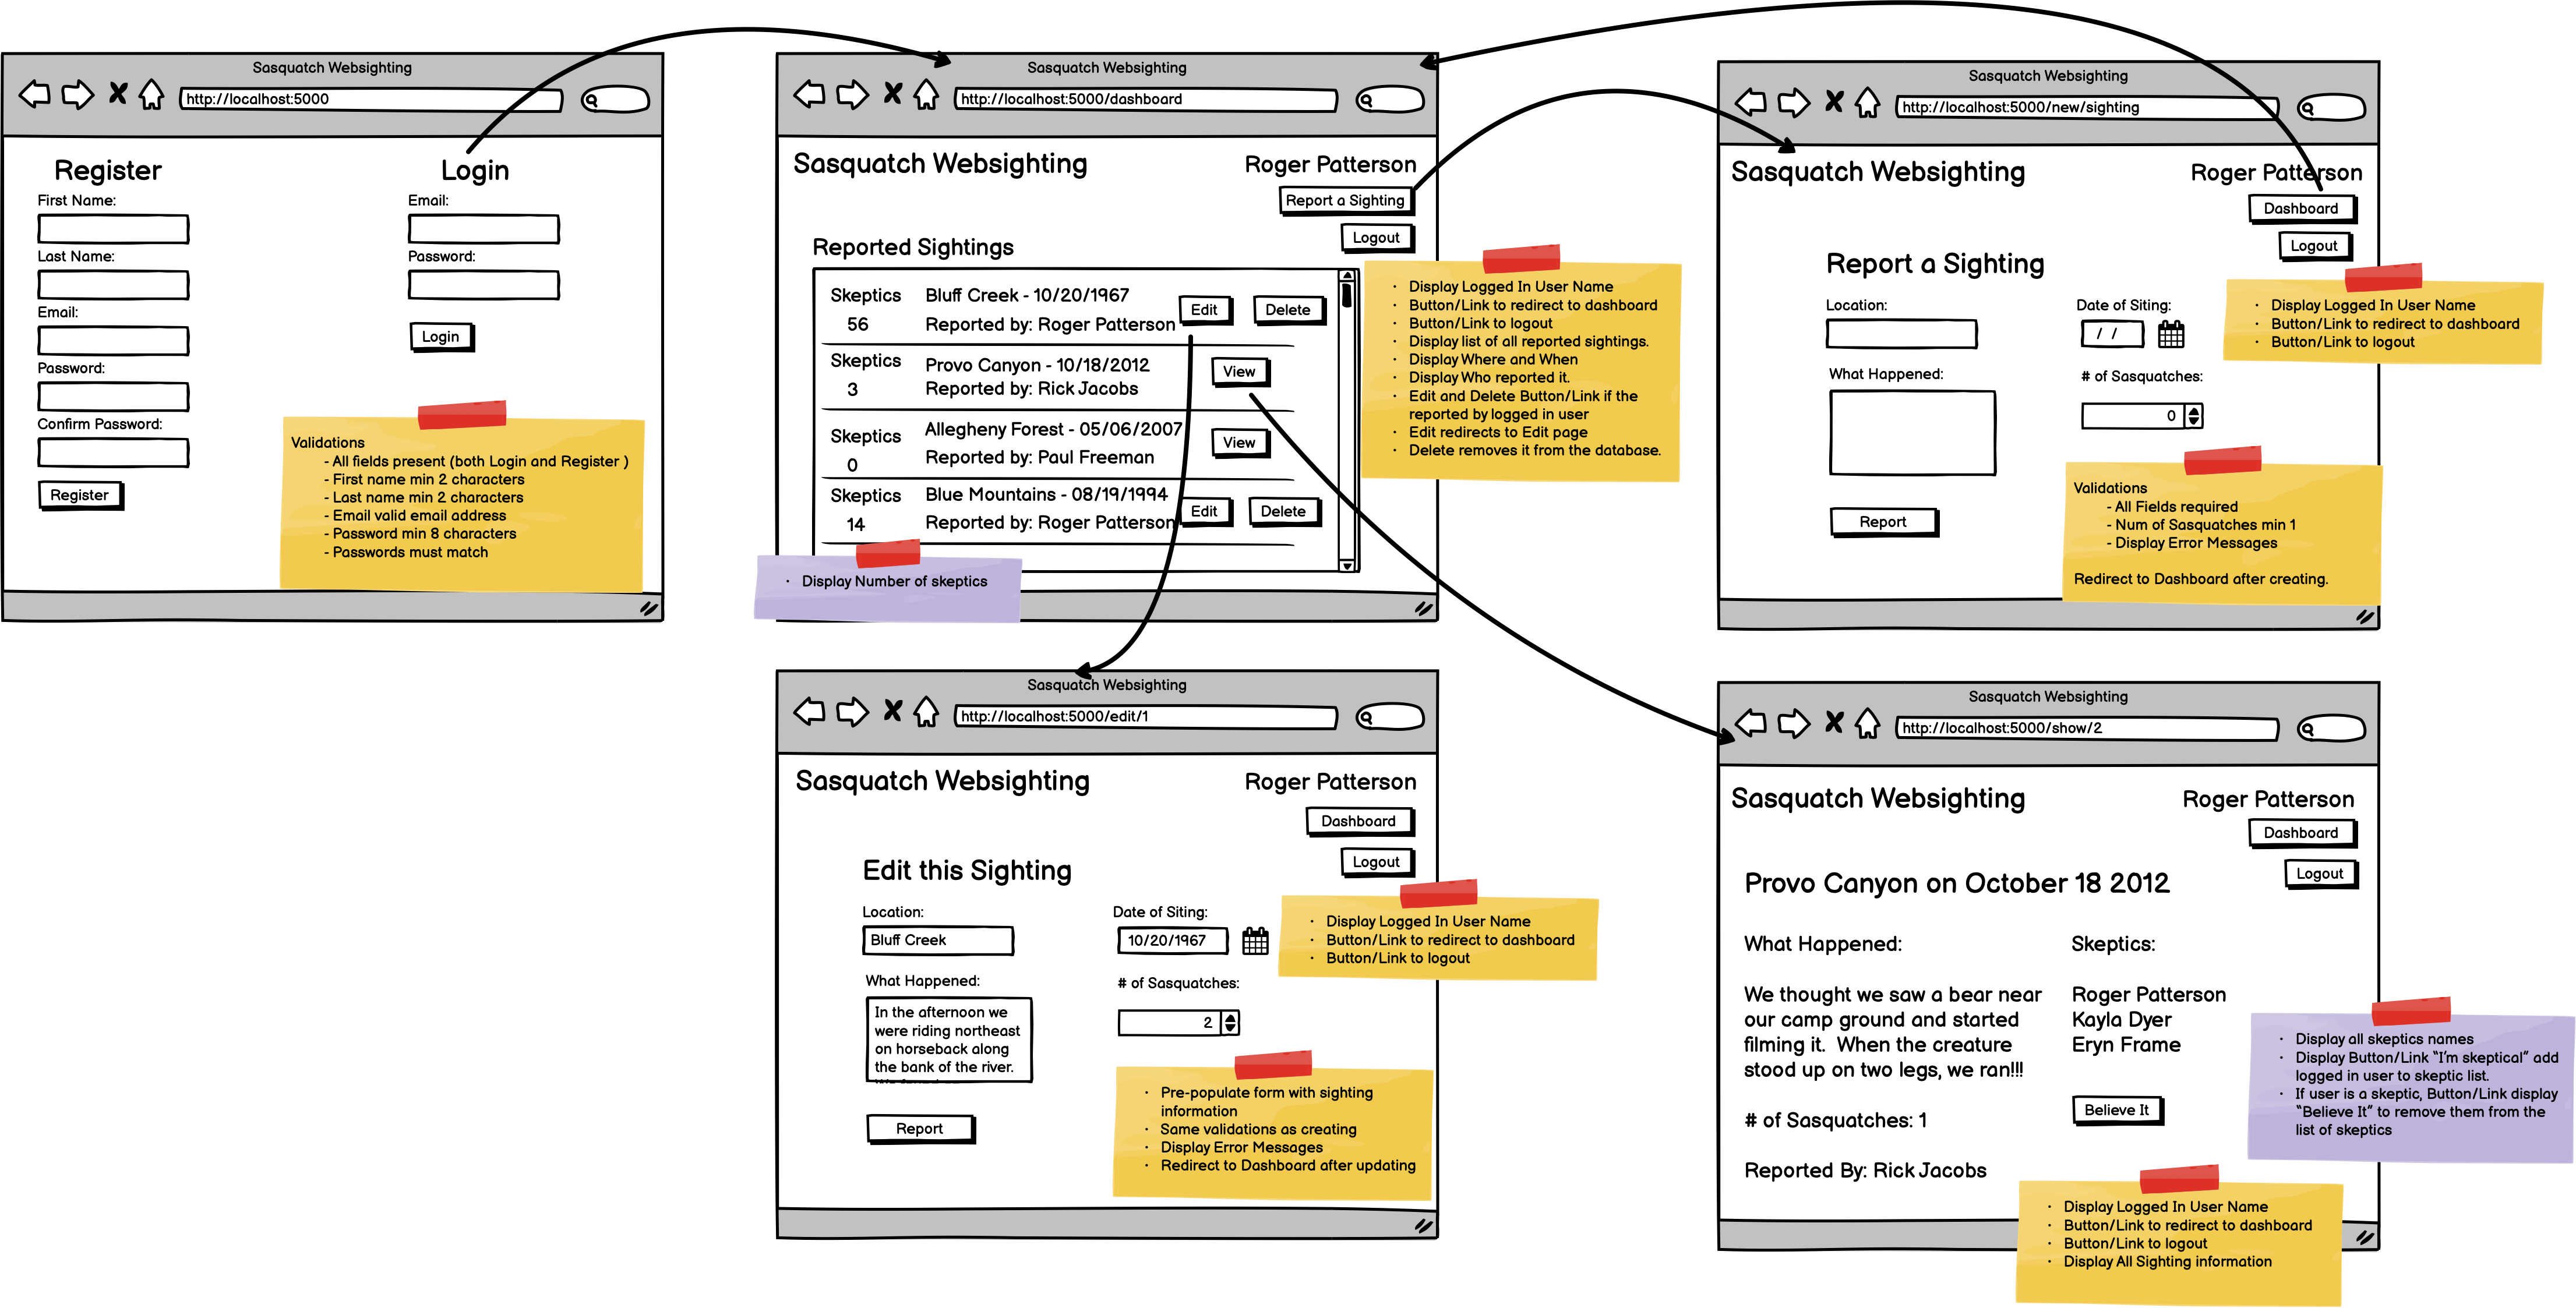 Sasquatch Websighting
http://localhost:5000
Register
First Name:
Last Name:
Email:
Password:
Confirm Password:
Register
Login
Email:
Password:
Login
Validations
- All fields present (both Login and Register )
- First name min 2 characters
- Last name min 2 characters
- Email valid email address
- Password min 8 characters
- Passwords must match
Sasquatch Websighting
http://localhost:5000/dashboard
Sasquatch Websighting
Roger Patterson
Report a Sighting
Logout
Reported Sightings
Skeptics
56
Bluff Creek - 10/20/1967
Reported by: Roger Patterson
Edit
Delete
Skeptics
3
Provo Canyon - 10/18/2012
Reported by: Rick Jacobs
View
Skeptics
0
Allegheny Forest - 05/06/2007
Reported by: Paul Freeman
View
Skeptics
14
Blue Mountains - 08/19/1994
Reported by: Roger Patterson
Edit
Delete
· Display Number of skeptics
· Display Logged In User Name
· Button/Link to redirect to dashboard
· Button/Link to logout
· Display list of all reported sightings.
· Display Where and When
· Display Who reported it.
· Edit and Delete Button/Link if the
reported by logged in user
· Edit redirects to Edit page
· Delete removes it from the database.
Sasquatch Websighting
http://localhost:5000/new/sighting
Sasquatch Websighting
Roger Patterson
Dashboard
Logout
Report a Sighting
Location:
What Happened:
Report
Date of Siting:
/ /
# of Sasquatches:
0
· Display Logged In User Name
· Button/Link to redirect to dashboard
· Button/Link to logout
Validations
- All Fields required
- Num of Sasquatches min 1
- Display Error Messages
Redirect to Dashboard after creating.
Sasquatch Websighting
http://localhost:5000/edit/1
Sasquatch Websighting
Roger Patterson
Dashboard
Logout
Edit this Sighting
Location:
Bluff Creek
What Happened:
In the afternoon we
were riding northeast
on horseback along
the bank of the river.
Report
Date of Siting:
10/20/1967
# of Sasquatches:
2
· Display Logged In User Name
· Button/Link to redirect to dashboard
· Button/Link to logout
· Pre-populate form with sighting
information
· Same validations as creating
· Display Error Messages
· Redirect to Dashboard after updating
Sasquatch Websighting
http://localhost:5000/show/2
Sasquatch Websighting
Roger Patterson
Dashboard
Logout
Provo Canyon on October 18 2012
What Happened:
We thought we saw a bear near
our camp ground and started
filming it. When the creature
stood up on two legs, we ran!!!
# of Sasquatches: 1
Reported By: Rick Jacobs
Skeptics:
Roger Patterson
Kayla Dyer
Eryn Frame
Believe It
· Display all skeptics names
· Display Button/Link “I’m skeptical” add
logged in user to skeptic list.
· If user is a skeptic, Button/Link display
“Believe It” to remove them from the
list of skeptics
· Display Logged In User Name
· Button/Link to redirect to dashboard
· Button/Link to logout
· Display All Sighting information